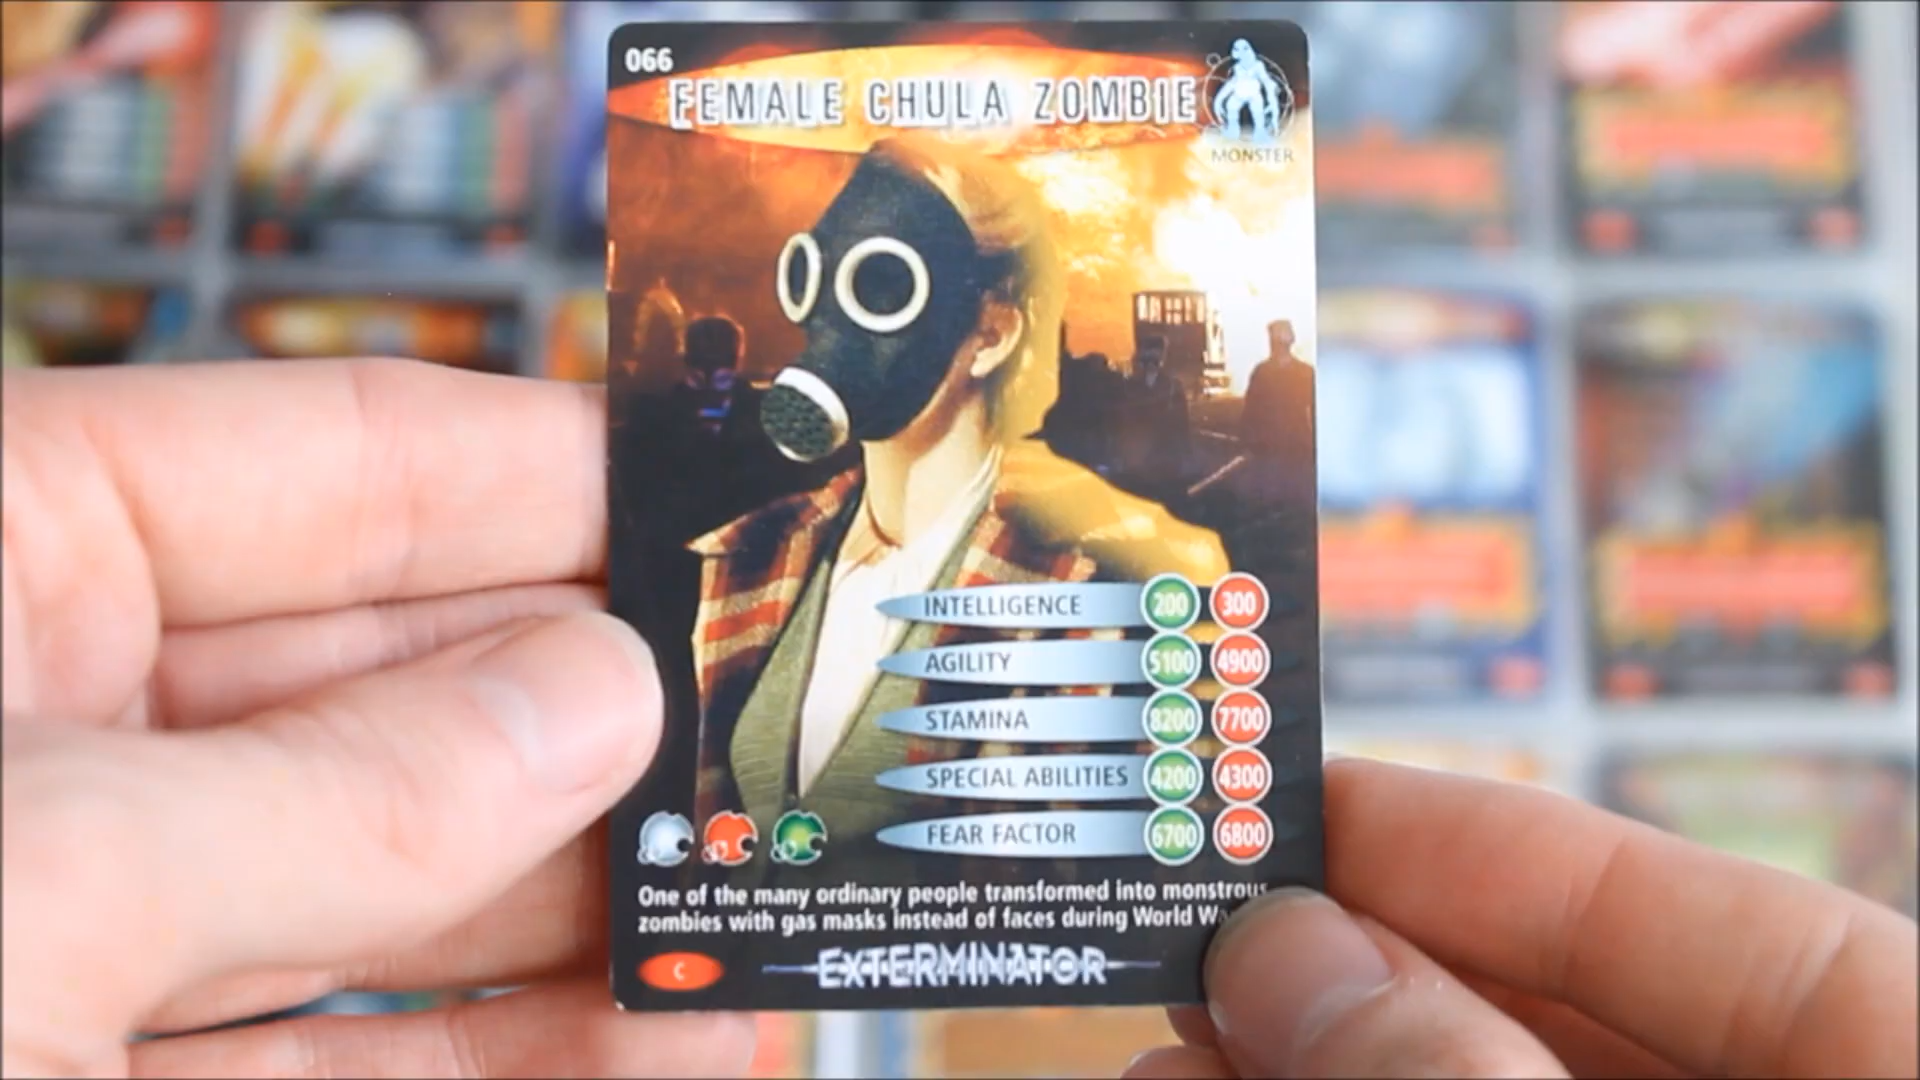 066
FEMALE CHULA ZOMBIE
MONSTER
INTELLIGENCE 200 300
AGILITY 5100 4900
STAMINA 8200 7700
SPECIAL ABILITIES 4200 4300
FEAR FACTOR 6700 6800
One of the many ordinary people transformed into monstrous
zombies with gas masks instead of faces during World
C EXTERMINATOR